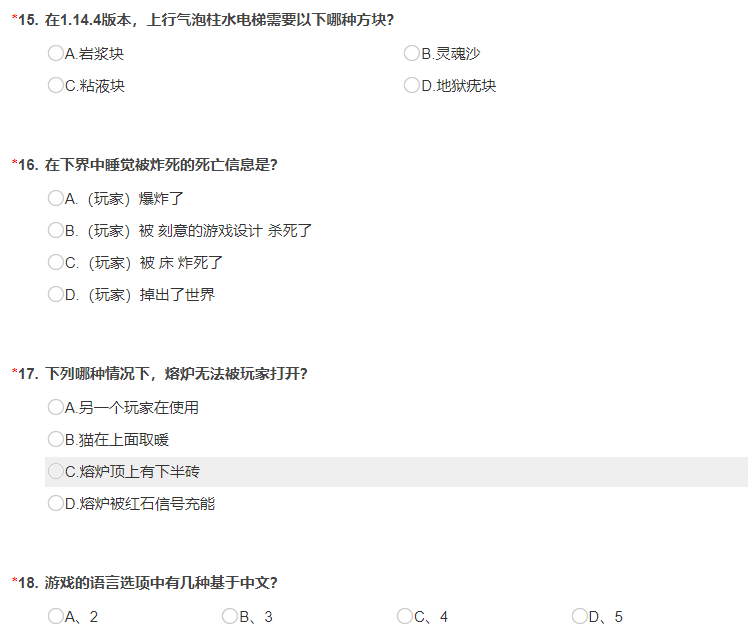 *15. 在1.14.4版本，上行气泡柱水电梯需要以下哪种方块?
A.岩浆块 B.灵魂沙
C.粘液块 D.地狱疣块
*16. 在下界中睡觉被炸死的死亡信息是?
A.（玩家）爆炸了
B.（玩家）被 刻意的游戏设计 杀死了
C.（玩家）被 床 炸死了
D.（玩家）掉出了世界
*17. 下列哪种情况下，熔炉无法被玩家打开?
A.另一个玩家在使用
B.猫在上面取暖
C.熔炉顶上有下半砖
D.熔炉被红石信号充能
*18. 游戏的语言选项中有几种基于中文?
A、2 B、3 C、4 D、5